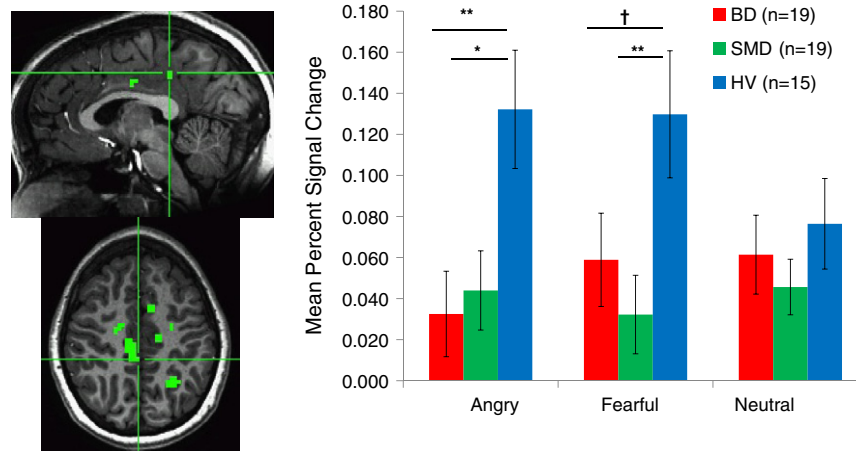 ** † BD (n=19)
* ** SMD (n=19)
HV (n=15)
Mean Percent Signal Change
0.180
0.160
0.140
0.120
0.100
0.080
0.060
0.040
0.020
0.000
Angry Fearful Neutral